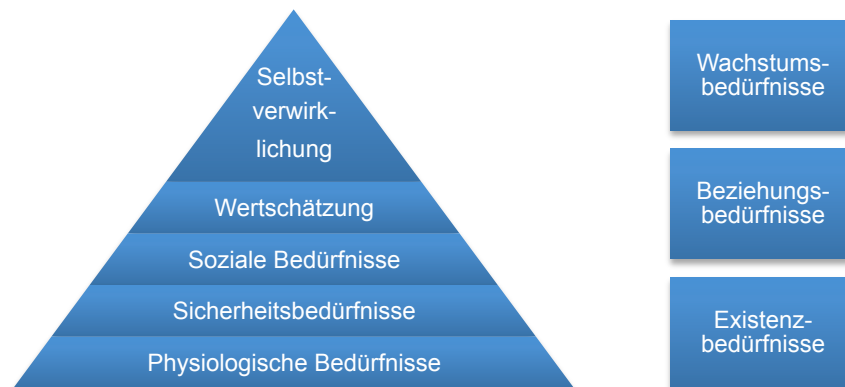 Selbst-
verwirk-
lichung
Wertschätzung
Soziale Bedürfnisse
Sicherheitsbedürfnisse
Physiologische Bedürfnisse
Wachstums-
bedürfnisse
Beziehungs-
bedürfnisse
Existenz-
bedürfnisse